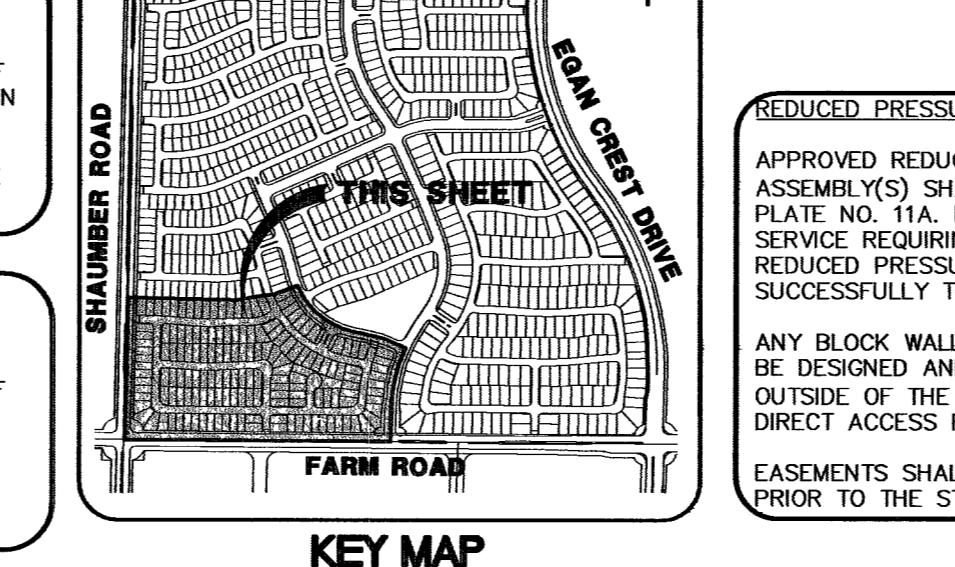 N
EGAN CREST DRIVE
SHAUMBER ROAD
THIS SHEET
FARM ROAD
KEY MAP
REDUCED PRESSU
APPROVED REDUC
ASSEMBLY(S) SHA
PLATE NO. 11A.
SERVICE REQUIRIN
REDUCED PRESSU
SUCCESSFULLY T
ANY BLOCK WALL
BE DESIGNED AN
OUTSIDE OF THE
DIRECT ACCESS
EASEMENTS SHAL
PRIOR TO THE ST